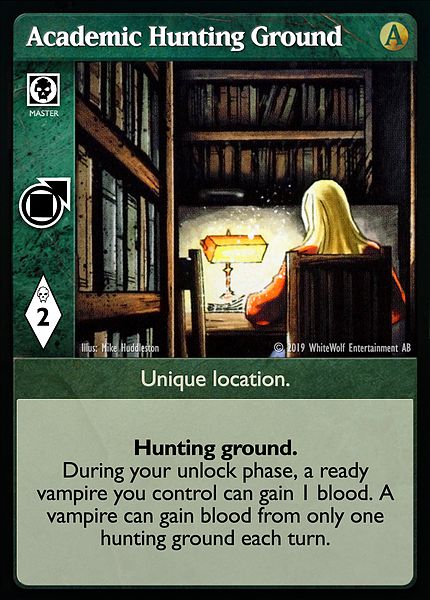 Academic Hunting Ground
A
MASTER
2
Illus: Mike Huddleston
© 2019 WhiteWolf Entertainment AB
Unique location.
Hunting ground.
During your unlock phase, a ready
vampire you control can gain 1 blood. A
vampire can gain blood from only one
hunting ground each turn.